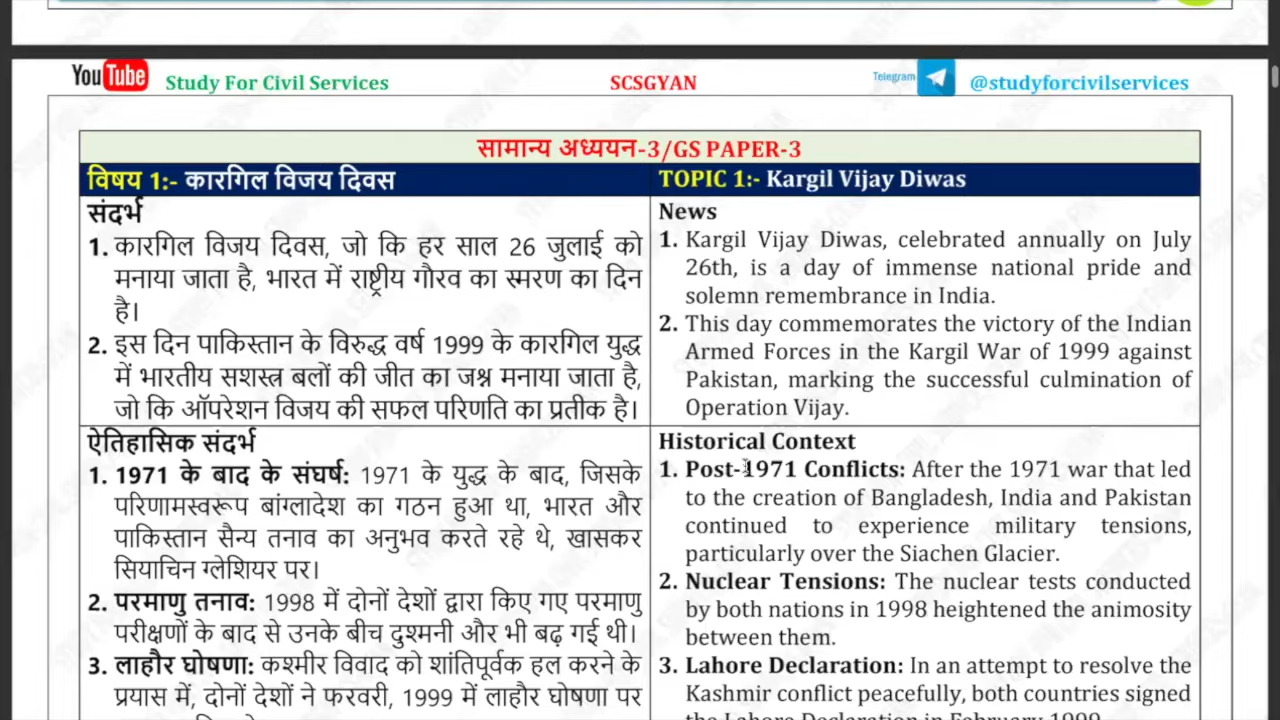 YouTube Study For Civil Services SCSGYAN Telegram @studyforcivilservices
सामान्य अध्ययन-3/GS PAPER-3
विषय 1:- कारगिल विजय दिवस
संदर्भ
1. कारगिल विजय दिवस, जो कि हर साल 26 जुलाई को
मनाया जाता है, भारत में राष्ट्रीय गौरव का स्मरण का दिन
है।
2. इस दिन पाकिस्तान के विरुद्ध वर्ष 1999 के कारगिल युद्ध
में भारतीय सशस्त्र बलों की जीत का जश्न मनाया जाता है,
जो कि ऑपरेशन विजय की सफल परिणति का प्रतीक है।
TOPIC 1:- Kargil Vijay Diwas
News
1. Kargil Vijay Diwas, celebrated annually on July
26th, is a day of immense national pride and
solemn remembrance in India.
2. This day commemorates the victory of the Indian
Armed Forces in the Kargil War of 1999 against
Pakistan, marking the successful culmination of
Operation Vijay.
ऐतिहासिक संदर्भ
1. 1971 के बाद के संघर्ष: 1971 के युद्ध के बाद, जिसके
परिणामस्वरूप बांग्लादेश का गठन हुआ था, भारत और
पाकिस्तान सैन्य तनाव का अनुभव करते रहे थे, खासकर
सियाचिन ग्लेशियर पर।
2. परमाणु तनाव: 1998 में दोनों देशों द्वारा किए गए परमाणु
परीक्षणों के बाद से उनके बीच दुश्मनी और भी बढ़ गई थी।
3. लाहौर घोषणा: कश्मीर विवाद को शांतिपूर्वक हल करने के
प्रयास में, दोनों देशों ने फरवरी, 1999 में लाहौर घोषणा पर
Historical Context
1. Post-1971 Conflicts: After the 1971 war that led
to the creation of Bangladesh, India and Pakistan
continued to experience military tensions,
particularly over the Siachen Glacier.
2. Nuclear Tensions: The nuclear tests conducted
by both nations in 1998 heightened the animosity
between them.
3. Lahore Declaration: In an attempt to resolve the
Kashmir conflict peacefully, both countries signed
the Lahore Declaration in February 1999.